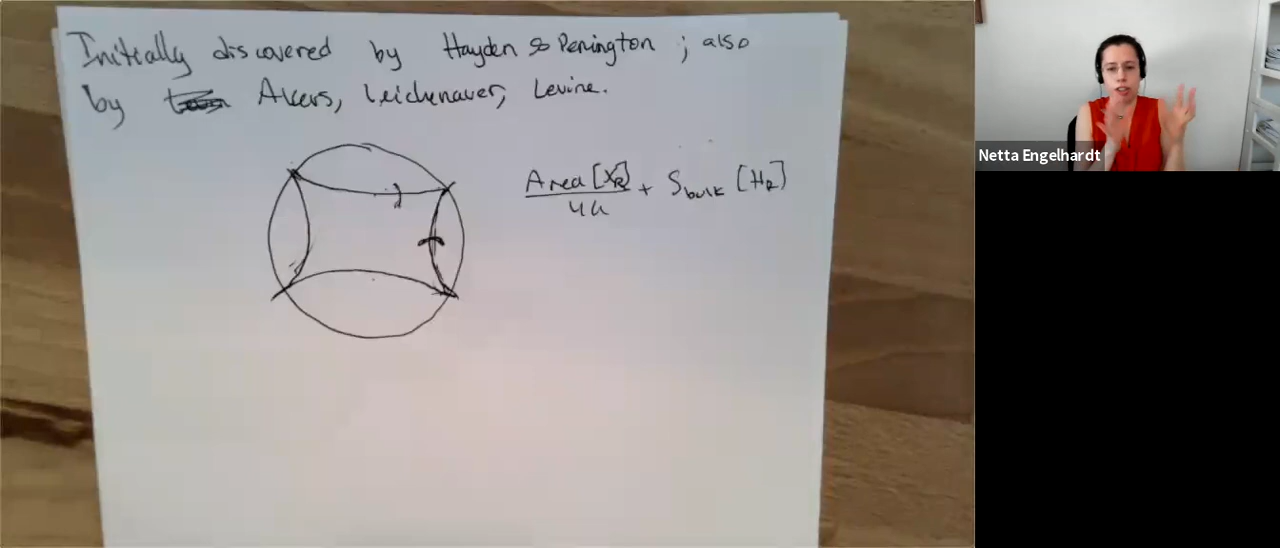 Initially discovered by Hayden & Penington ; also
by Akers, Leichenauer, Levine.
Area [X_R] / 4G + S_bulk [H_R]
Netta Engelhardt